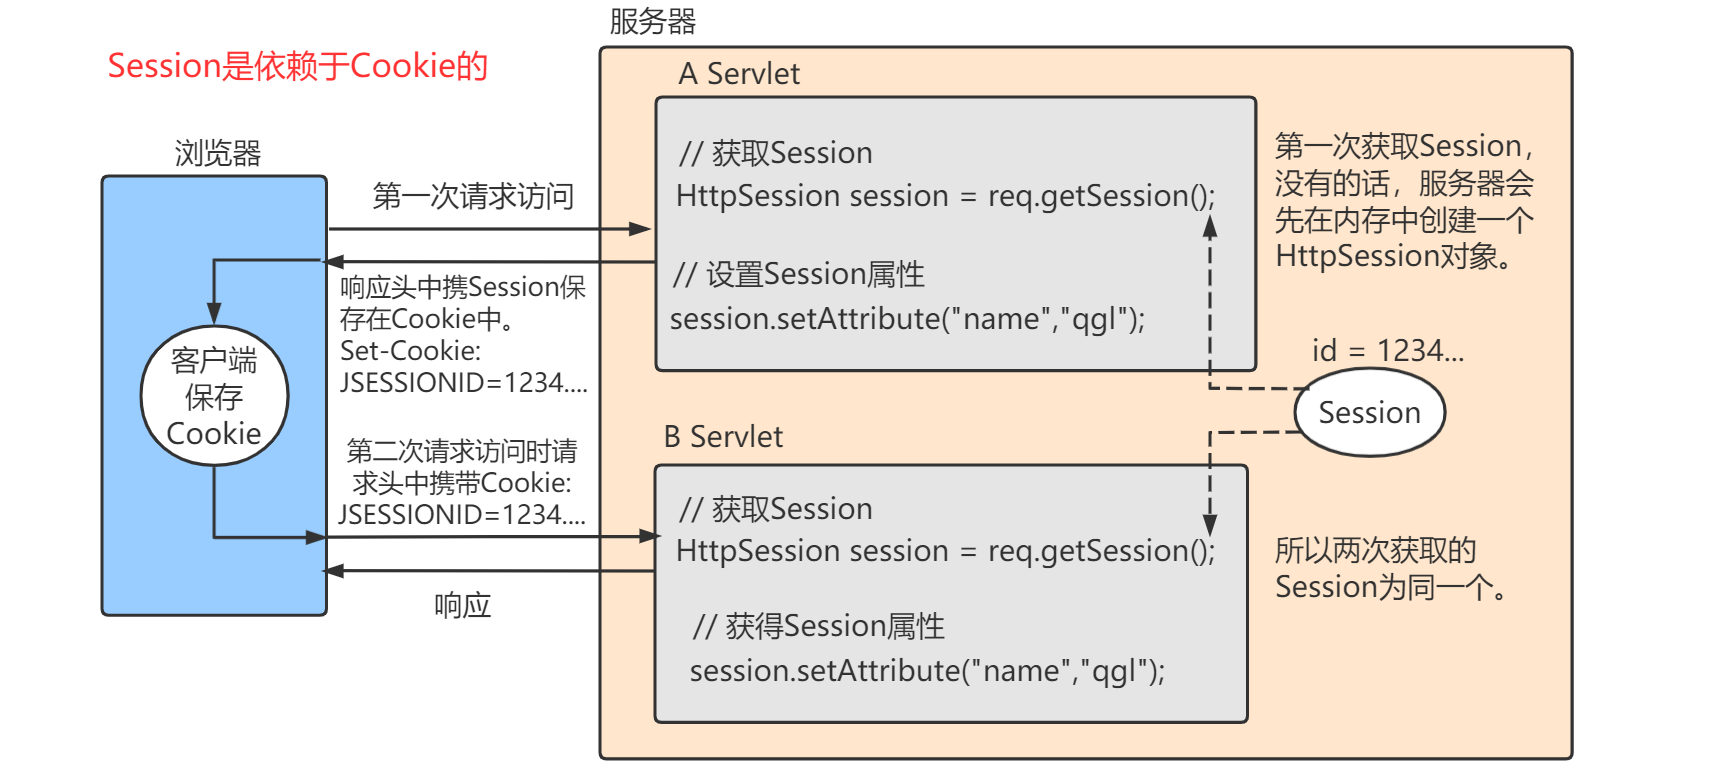 服务器
Session是依赖于Cookie的
A Servlet
浏览器
// 获取Session
HttpSession session = req.getSession();
// 设置Session属性
session.setAttribute("name","qgl");
第一次获取Session，
没有的话，服务器会
先在内存中创建一个
HttpSession对象。
第一次请求访问
响应头中携Session保
存在Cookie中。
Set-Cookie:
JSESSIONID=1234....
客户端
保存
Cookie
id = 1234...
Session
第二次请求访问时请
求头中携带Cookie:
JSESSIONID=1234....
响应
B Servlet
// 获取Session
HttpSession session = req.getSession();
// 获得Session属性
session.setAttribute("name","qgl");
所以两次获取的
Session为同一个。